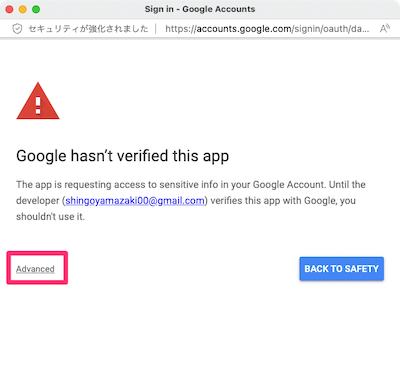 Sign in - Google Accounts
セキュリティが強化されました
https://accounts.google.com/signin/oauth/da...
A
Google hasn't verified this app
The app is requesting access to sensitive info in your Google Account. Until the
developer (shingoyamazaki00@gmail.com) verifies this app with Google, you
shouldn't use it.
Advanced
BACK TO SAFETY